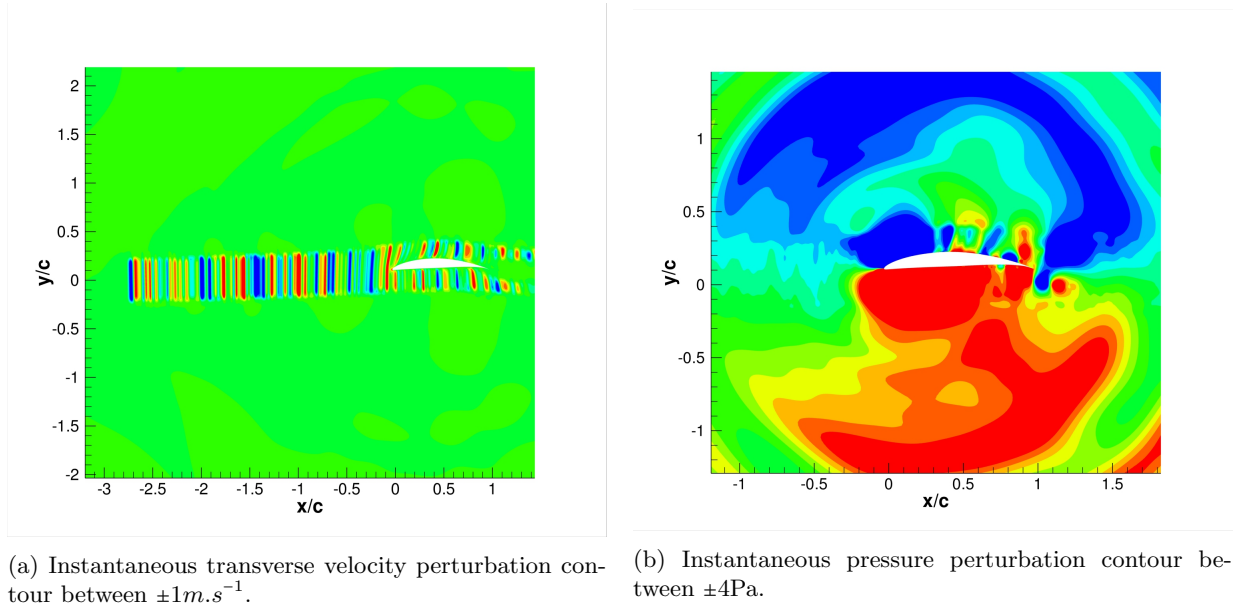 2
1.5
1
0.5
0
-0.5
-1
-1.5
-2
y/c
-3 -2.5 -2 -1.5 -1 -0.5 0 0.5 1
x/c
1
0.5
0
-0.5
-1
y/c
-1 -0.5 0 0.5 1 1.5
x/c
(a) Instantaneous transverse velocity perturbation con-
tour between ±1m.s⁻¹.
(b) Instantaneous pressure perturbation contour be-
tween ±4Pa.